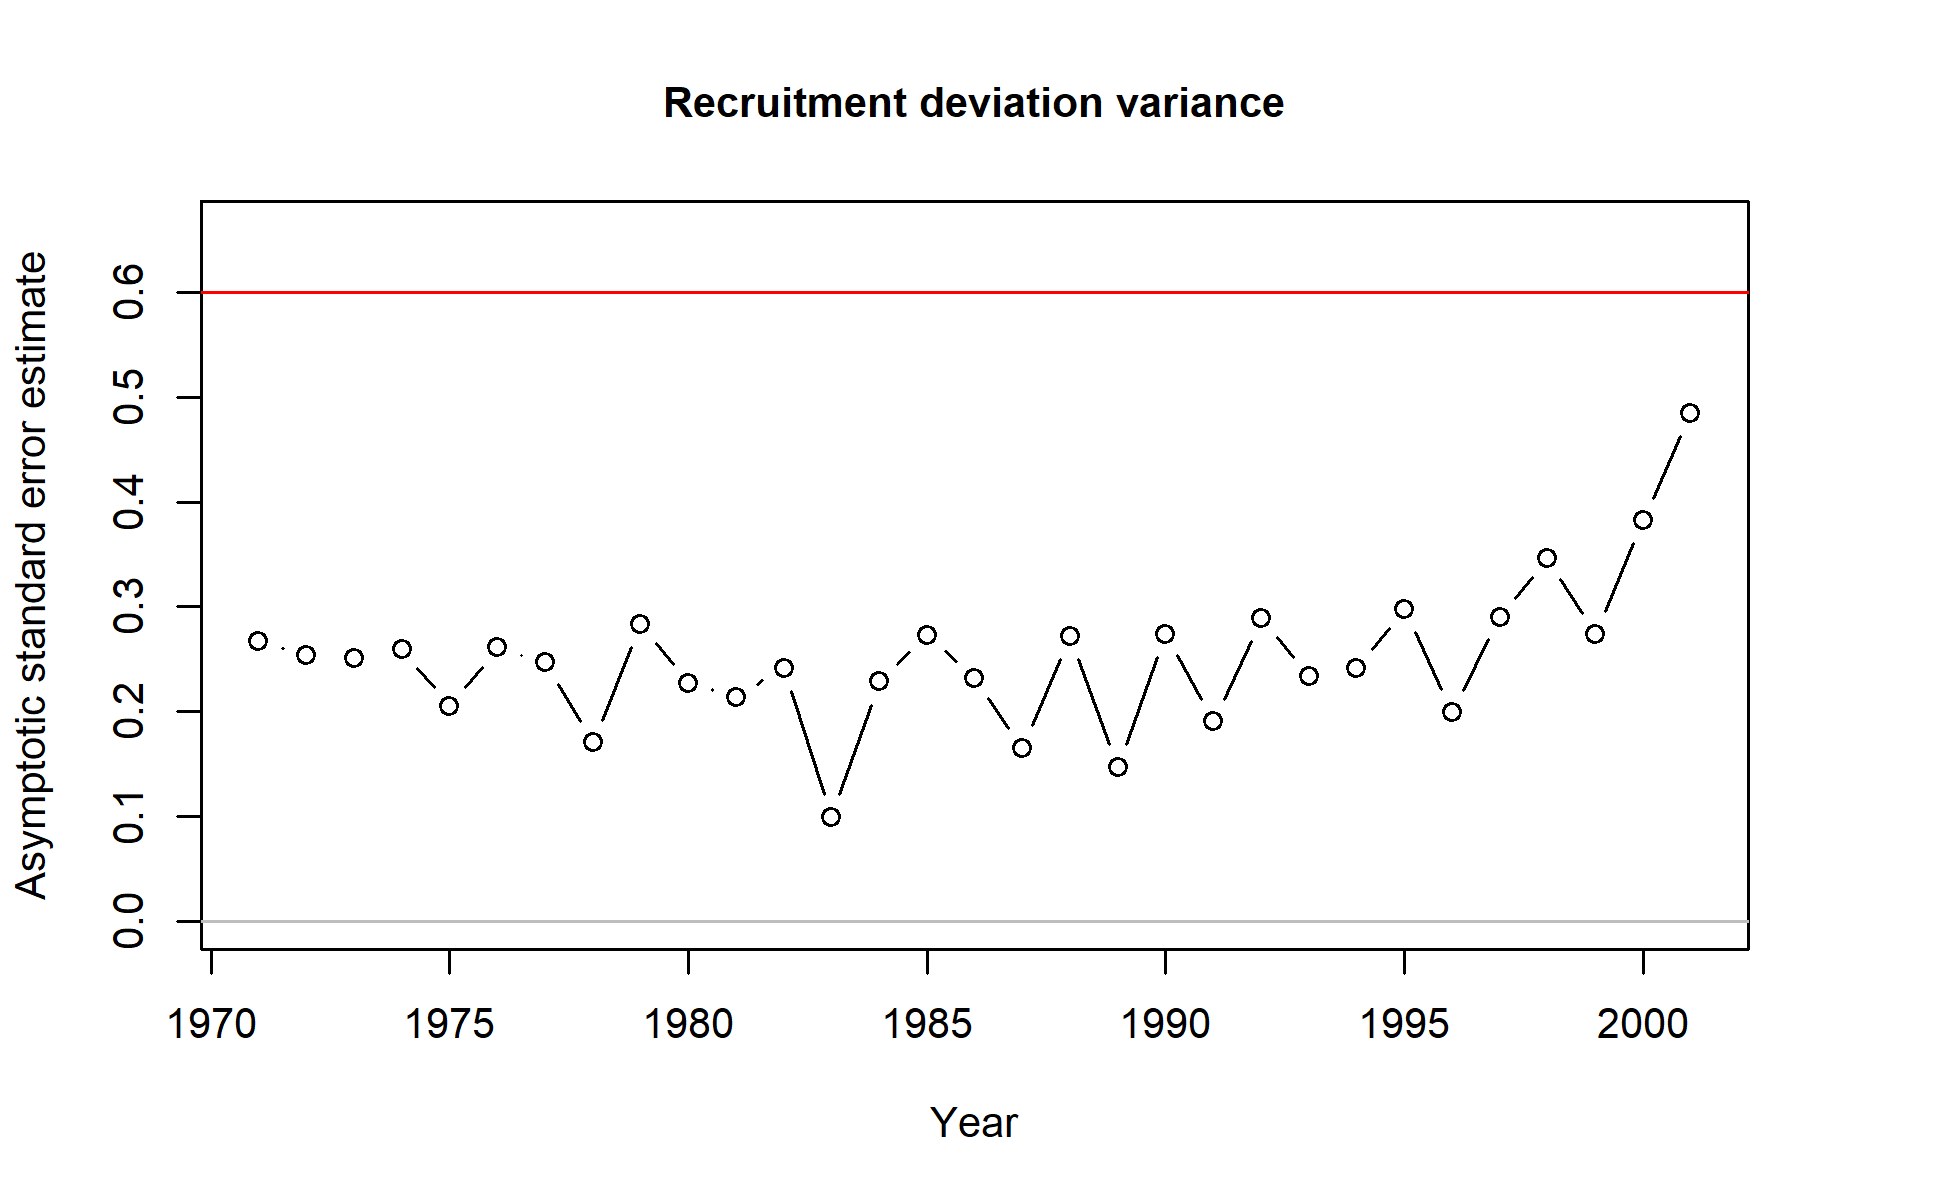 Recruitment deviation variance
Asymptotic standard error estimate
0.6
0.5
0.4
0.3
0.2
0.1
0.0
1970 1975 1980 1985 1990 1995 2000
Year